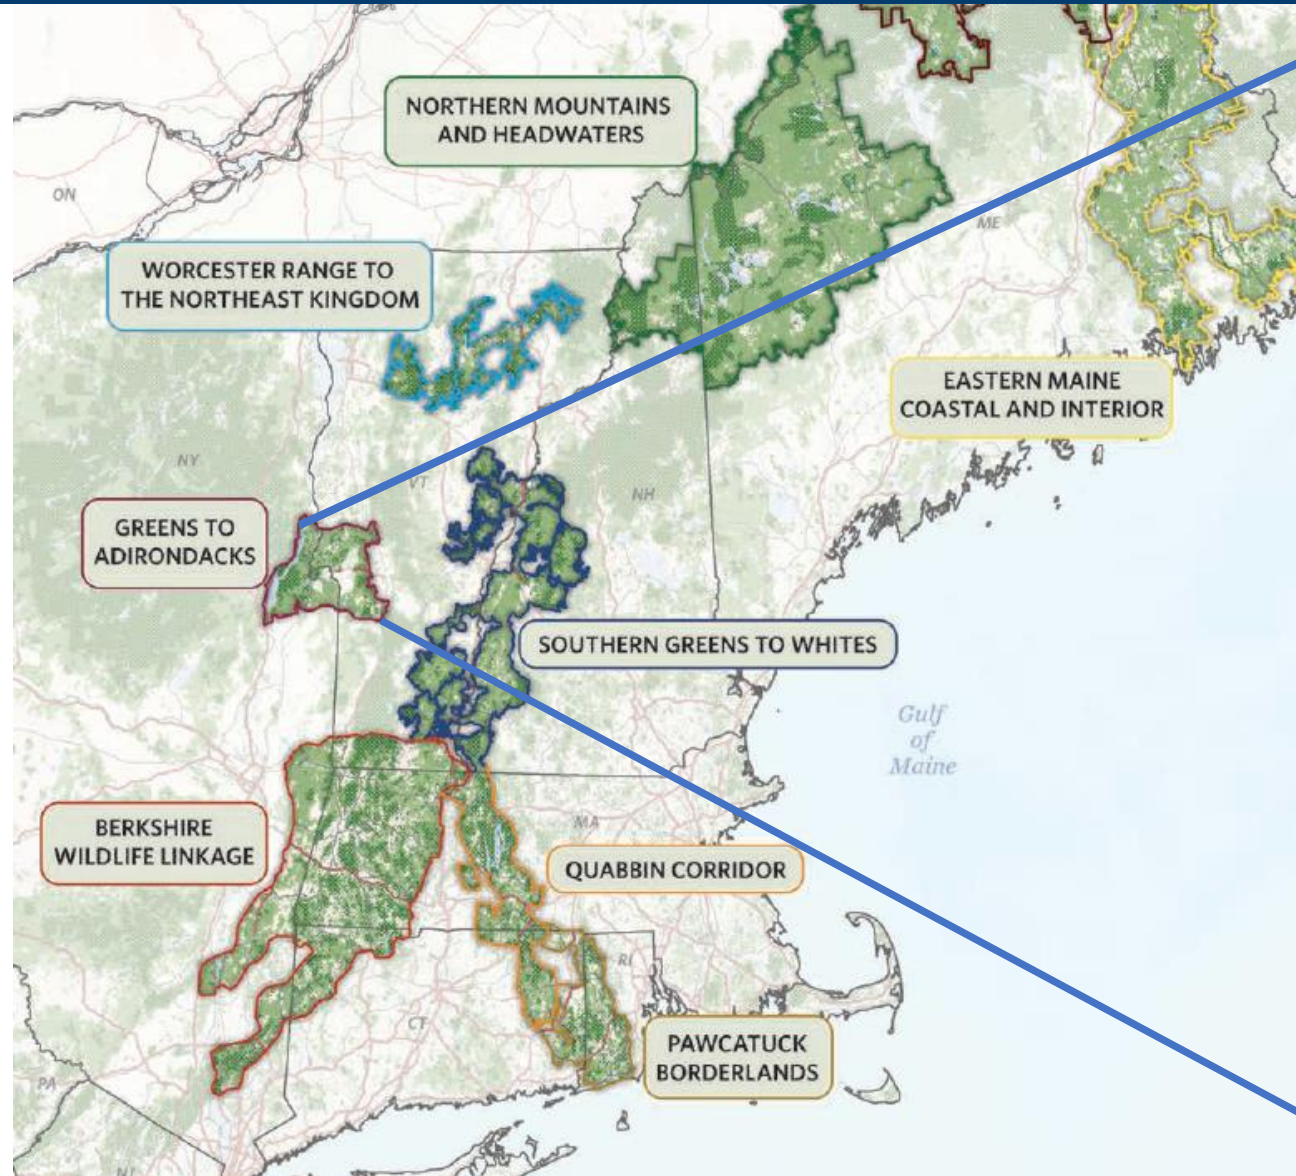 NORTHERN MOUNTAINS
AND HEADWATERS
ON
ME
WORCESTER RANGE TO
THE NORTHEAST KINGDOM
EASTERN MAINE
COASTAL AND INTERIOR
NY
VT
NH
GREENS TO
ADIRONDACKS
SOUTHERN GREENS TO WHITES
Gulf
of
Maine
BERKSHIRE
WILDLIFE LINKAGE
MA
QUABBIN CORRIDOR
RI
CT
PAWCATUCK
BORDERLANDS
PA
NJ